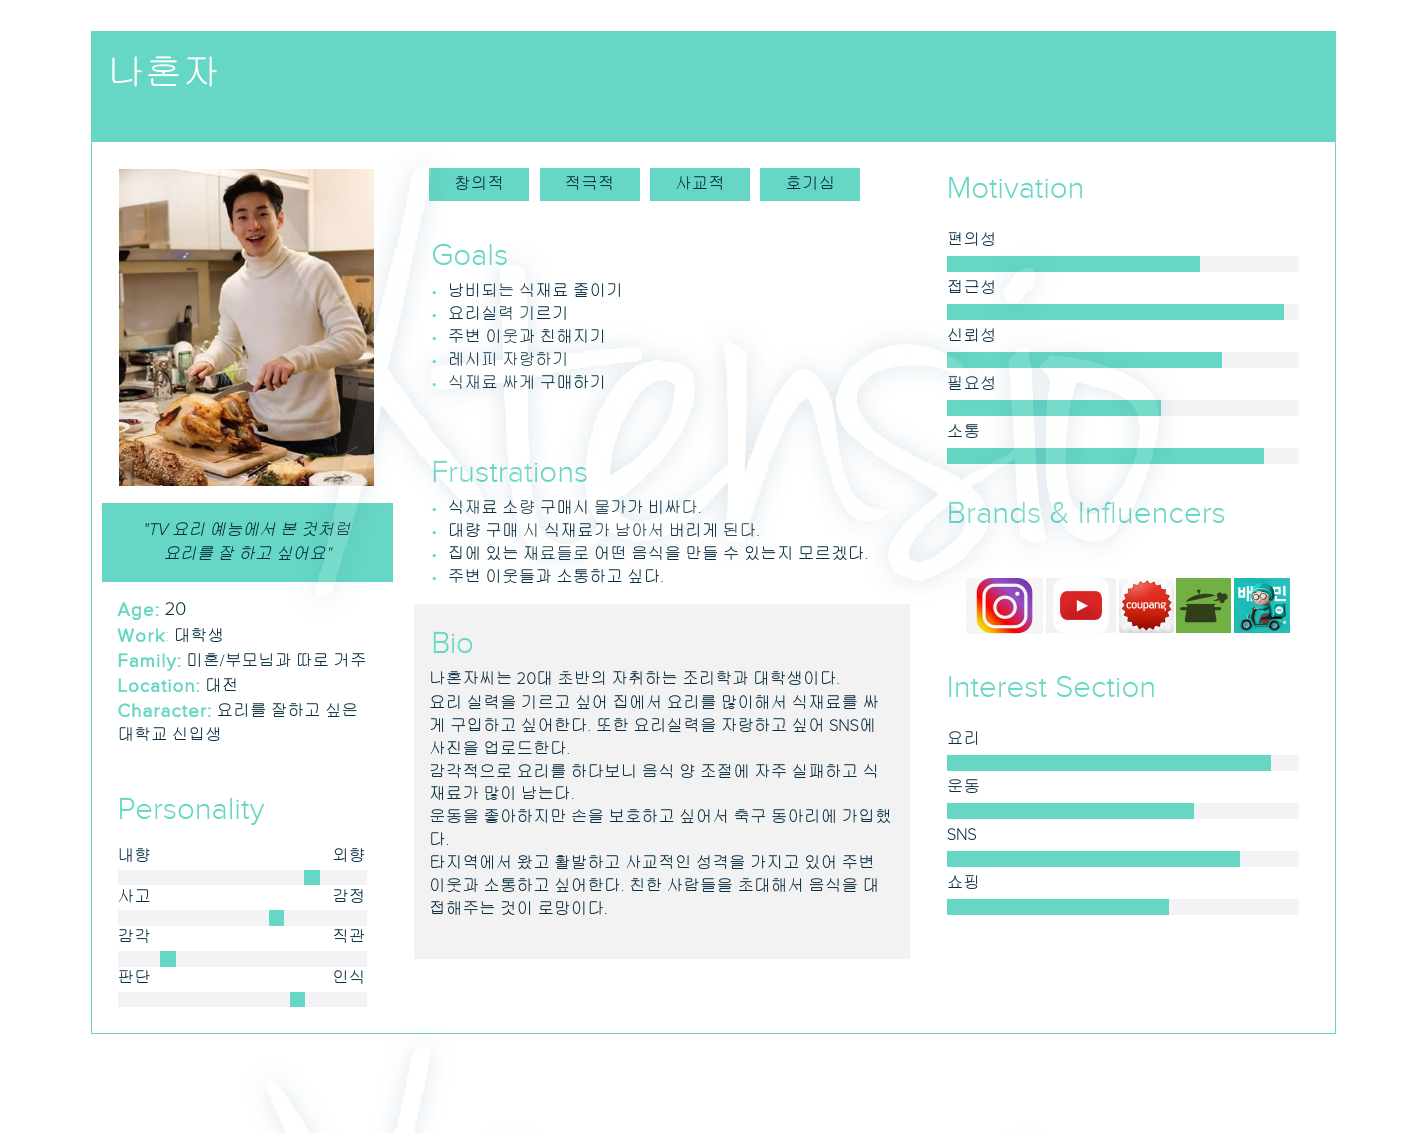 나혼자
"TV 요리 예능에서 본 것처럼
요리를 잘 하고 싶어요"
Age: 20
Work: 대학생
Family: 미혼/부모님과 따로 거주
Location: 대전
Character: 요리를 잘하고 싶은
대학교 신입생
Personality
내향 외향
사고 감정
감각 직관
판단 인식
창의적 적극적 사교적 호기심
Goals
• 낭비되는 식재료 줄이기
• 요리실력 기르기
• 주변 이웃과 친해지기
• 레시피 자랑하기
• 식재료 싸게 구매하기
Frustrations
• 식재료 소량 구매시 물가가 비싸다.
• 대량 구매 시 식재료가 남아서 버리게 된다.
• 집에 있는 재료들로 어떤 음식을 만들 수 있는지 모르겠다.
• 주변 이웃들과 소통하고 싶다.
Bio
나혼자씨는 20대 초반의 자취하는 조리학과 대학생이다.
요리 실력을 기르고 싶어 집에서 요리를 많이해서 식재료를 싸
게 구입하고 싶어한다. 또한 요리실력을 자랑하고 싶어 SNS에
사진을 업로드한다.
감각적으로 요리를 하다보니 음식 양 조절에 자주 실패하고 식
재료가 많이 남는다.
운동을 좋아하지만 손을 보호하고 싶어서 축구 동아리에 가입했
다.
타지역에서 왔고 활발하고 사교적인 성격을 가지고 있어 주변
이웃과 소통하고 싶어한다. 친한 사람들을 초대해서 음식을 대
접해주는 것이 로망이다.
Motivation
편의성
접근성
신뢰성
필요성
소통
Brands & Influencers
coupang
배민
Interest Section
요리
운동
SNS
쇼핑
xtensio